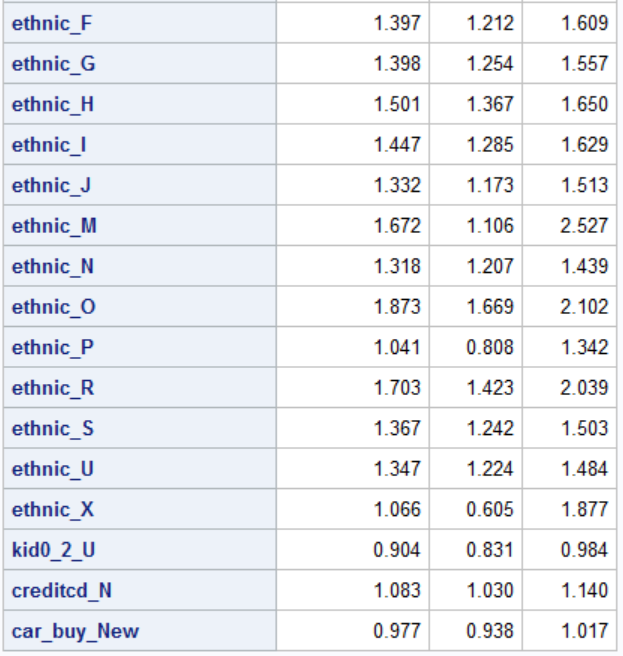 ethnic_F 1.397 1.212 1.609
ethnic_G 1.398 1.254 1.557
ethnic_H 1.501 1.367 1.650
ethnic_I 1.447 1.285 1.629
ethnic_J 1.332 1.173 1.513
ethnic_M 1.672 1.106 2.527
ethnic_N 1.318 1.207 1.439
ethnic_O 1.873 1.669 2.102
ethnic_P 1.041 0.808 1.342
ethnic_R 1.703 1.423 2.039
ethnic_S 1.367 1.242 1.503
ethnic_U 1.347 1.224 1.484
ethnic_X 1.066 0.605 1.877
kid0_2_U 0.904 0.831 0.984
creditcd_N 1.083 1.030 1.140
car_buy_New 0.977 0.938 1.017